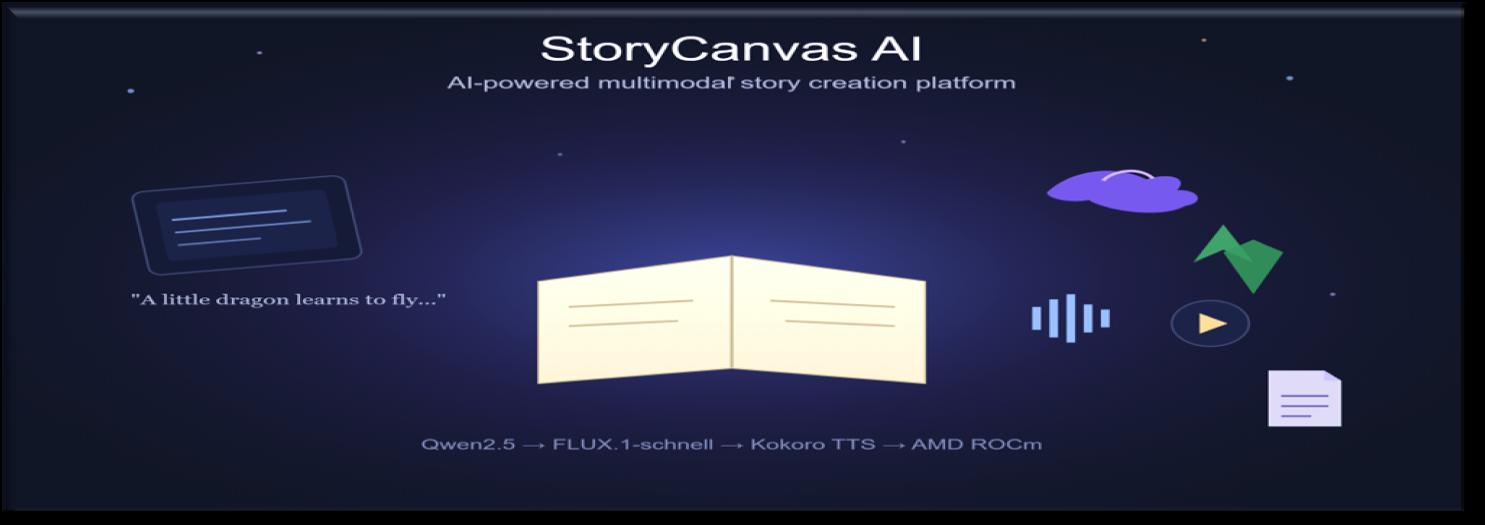 StoryCanvas AI
AI-powered multimodal story creation platform
"A little dragon learns to fly..."
Qwen2.5 → FLUX.1-schnell → Kokoro TTS → AMD ROCm